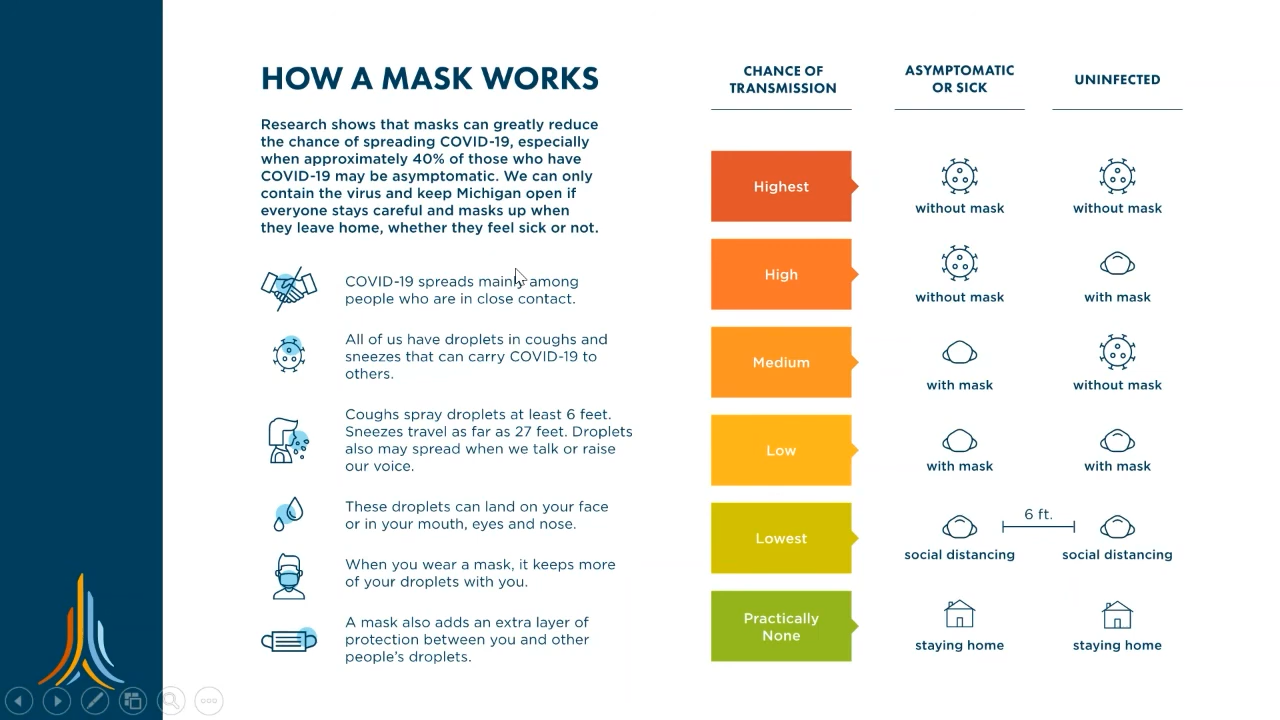 HOW A MASK WORKS
Research shows that masks can greatly reduce
the chance of spreading COVID-19, especially
when approximately 40% of those who have
COVID-19 may be asymptomatic. We can only
contain the virus and keep Michigan open if
everyone stays careful and masks up when
they leave home, whether they feel sick or not.
COVID-19 spreads mainly among
people who are in close contact.
All of us have droplets in coughs and
sneezes that can carry COVID-19 to
others.
Coughs spray droplets at least 6 feet.
Sneezes travel as far as 27 feet. Droplets
also may spread when we talk or raise
our voice.
These droplets can land on your face
or in your mouth, eyes and nose.
When you wear a mask, it keeps more
of your droplets with you.
A mask also adds an extra layer of
protection between you and other
people's droplets.
CHANCE OF
TRANSMISSION
ASYMPTOMATIC
OR SICK
UNINFECTED
Highest
without mask
without mask
High
without mask
with mask
Medium
with mask
without mask
Low
with mask
with mask
Lowest
6 ft.
social distancing
social distancing
Practically
None
staying home
staying home